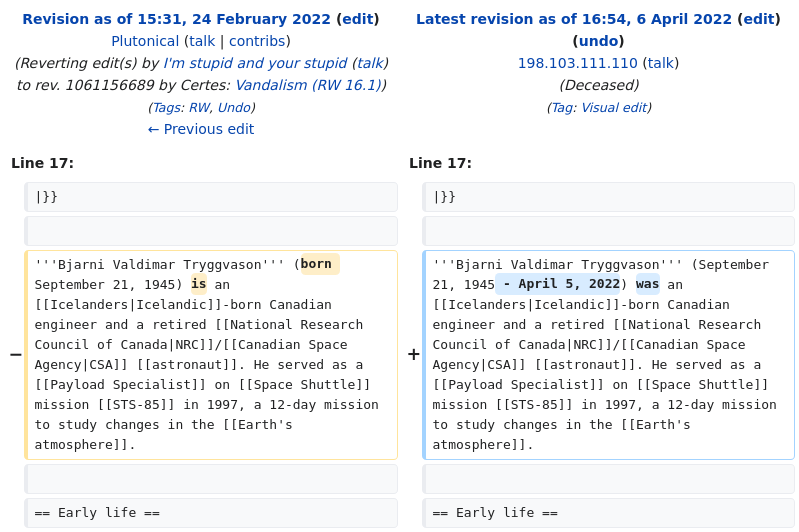 Revision as of 15:31, 24 February 2022 (edit)
Plutonical (talk | contribs)
(Reverting edit(s) by I'm stupid and your stupid (talk)
to rev. 1061156689 by Certes: Vandalism (RW 16.1))
(Tags: RW, Undo)
← Previous edit
Latest revision as of 16:54, 6 April 2022 (edit)
(undo)
198.103.111.110 (talk)
(Deceased)
(Tag: Visual edit)
Line 17:
|}}
− '''Bjarni Valdimar Tryggvason''' (born
September 21, 1945) is an
[[Icelanders|Icelandic]]-born Canadian
engineer and a retired [[National Research
Council of Canada|NRC]]/[[Canadian Space
Agency|CSA]] [[astronaut]]. He served as a
[[Payload Specialist]] on [[Space Shuttle]]
mission [[STS-85]] in 1997, a 12-day mission
to study changes in the [[Earth's
atmosphere]].
== Early life ==
Line 17:
|}}
+ '''Bjarni Valdimar Tryggvason''' (September
21, 1945 - April 5, 2022) was an
[[Icelanders|Icelandic]]-born Canadian
engineer and a retired [[National Research
Council of Canada|NRC]]/[[Canadian Space
Agency|CSA]] [[astronaut]]. He served as a
[[Payload Specialist]] on [[Space Shuttle]]
mission [[STS-85]] in 1997, a 12-day mission
to study changes in the [[Earth's
atmosphere]].
== Early life ==